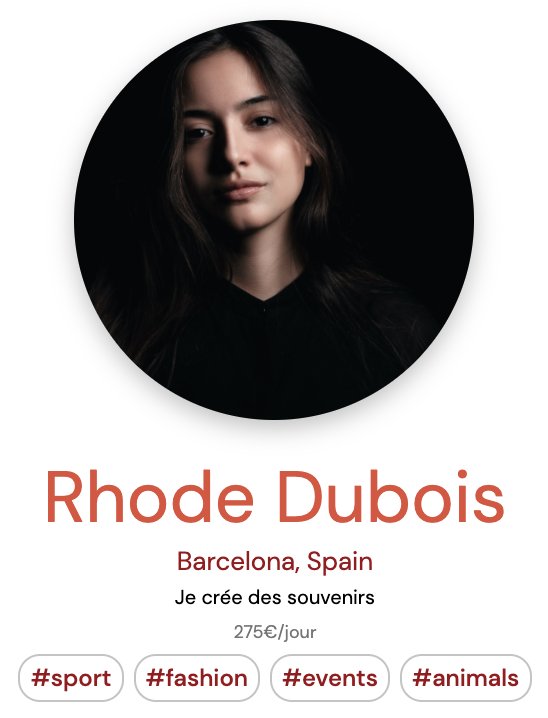 Rhode Dubois
Barcelona, Spain
Je crée des souvenirs
275€/jour
#sport #fashion #events #animals